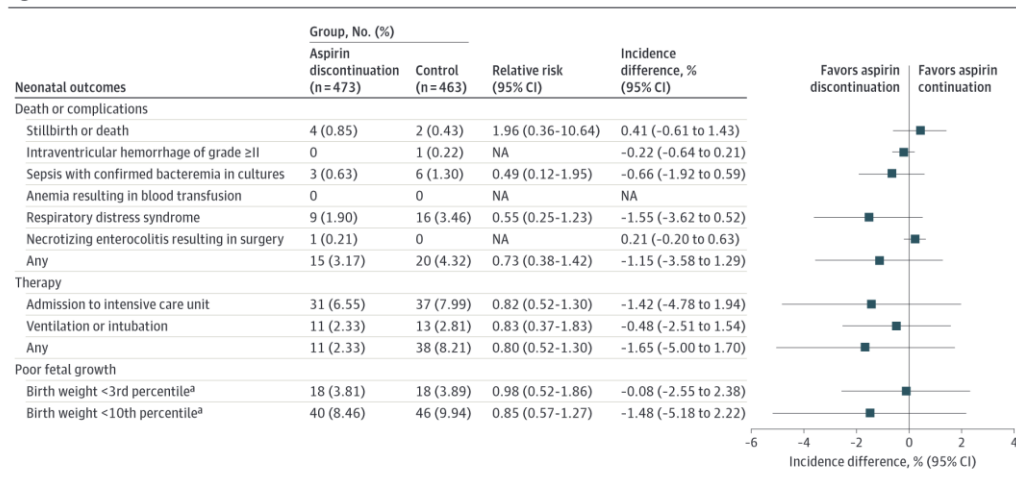 Group, No. (%)
Neonatal outcomes Aspirin discontinuation (n=473) Control (n=463) Relative risk (95% CI) Incidence difference, % (95% CI) Favors aspirin discontinuation Favors aspirin continuation
Death or complications
Stillbirth or death 4 (0.85) 2 (0.43) 1.96 (0.36-10.64) 0.41 (-0.61 to 1.43)
Intraventricular hemorrhage of grade ≥II 0 1 (0.22) NA -0.22 (-0.64 to 0.21)
Sepsis with confirmed bacteremia in cultures 3 (0.63) 6 (1.30) 0.49 (0.12-1.95) -0.66 (-1.92 to 0.59)
Anemia resulting in blood transfusion 0 0 NA NA
Respiratory distress syndrome 9 (1.90) 16 (3.46) 0.55 (0.25-1.23) -1.55 (-3.62 to 0.52)
Necrotizing enterocolitis resulting in surgery 1 (0.21) 0 NA 0.21 (-0.20 to 0.63)
Any 15 (3.17) 20 (4.32) 0.73 (0.38-1.42) -1.15 (-3.58 to 1.29)
Therapy
Admission to intensive care unit 31 (6.55) 37 (7.99) 0.82 (0.52-1.30) -1.42 (-4.78 to 1.94)
Ventilation or intubation 11 (2.33) 13 (2.81) 0.83 (0.37-1.83) -0.48 (-2.51 to 1.54)
Any 11 (2.33) 38 (8.21) 0.80 (0.52-1.30) -1.65 (-5.00 to 1.70)
Poor fetal growth
Birth weight <3rd percentileᵃ 18 (3.81) 18 (3.89) 0.98 (0.52-1.86) -0.08 (-2.55 to 2.38)
Birth weight <10th percentileᵃ 40 (8.46) 46 (9.94) 0.85 (0.57-1.27) -1.48 (-5.18 to 2.22)
-6 -4 -2 0 2 4
Incidence difference, % (95% CI)